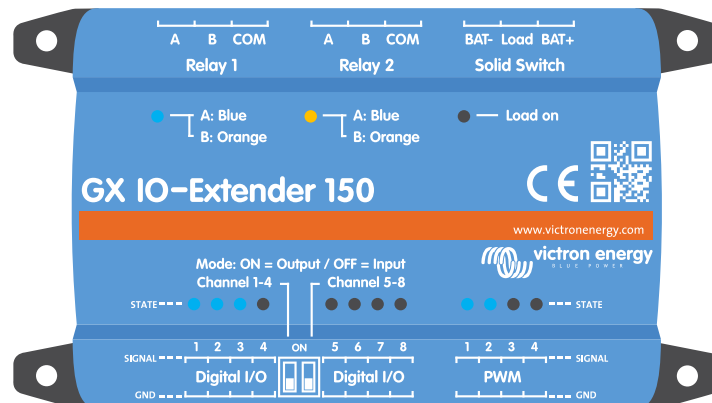 A B COM A B COM BAT- Load BAT+
Relay 1 Relay 2 Solid Switch
A: Blue A: Blue Load on
B: Orange B: Orange
GX IO-Extender 150 CE
www.victronenergy.com
victron energy
BLUE POWER
Mode: ON = Output / OFF = Input
Channel 1-4 Channel 5-8
STATE STATE
1 2 3 4 ON 5 6 7 8 1 2 3 4
SIGNAL SIGNAL
Digital I/O Digital I/O PWM
GND GND